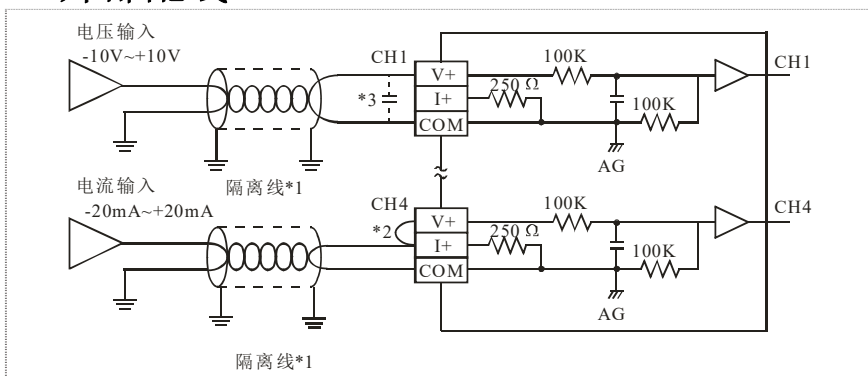 电压输入
-10V~+10V
CH1
V+
100K
CH1
*3
I+
250 Ω
100K
COM
AG
隔离线*1
电流输入
-20mA~+20mA
CH4
V+
100K
CH4
*2
I+
250 Ω
100K
COM
AG
隔离线*1